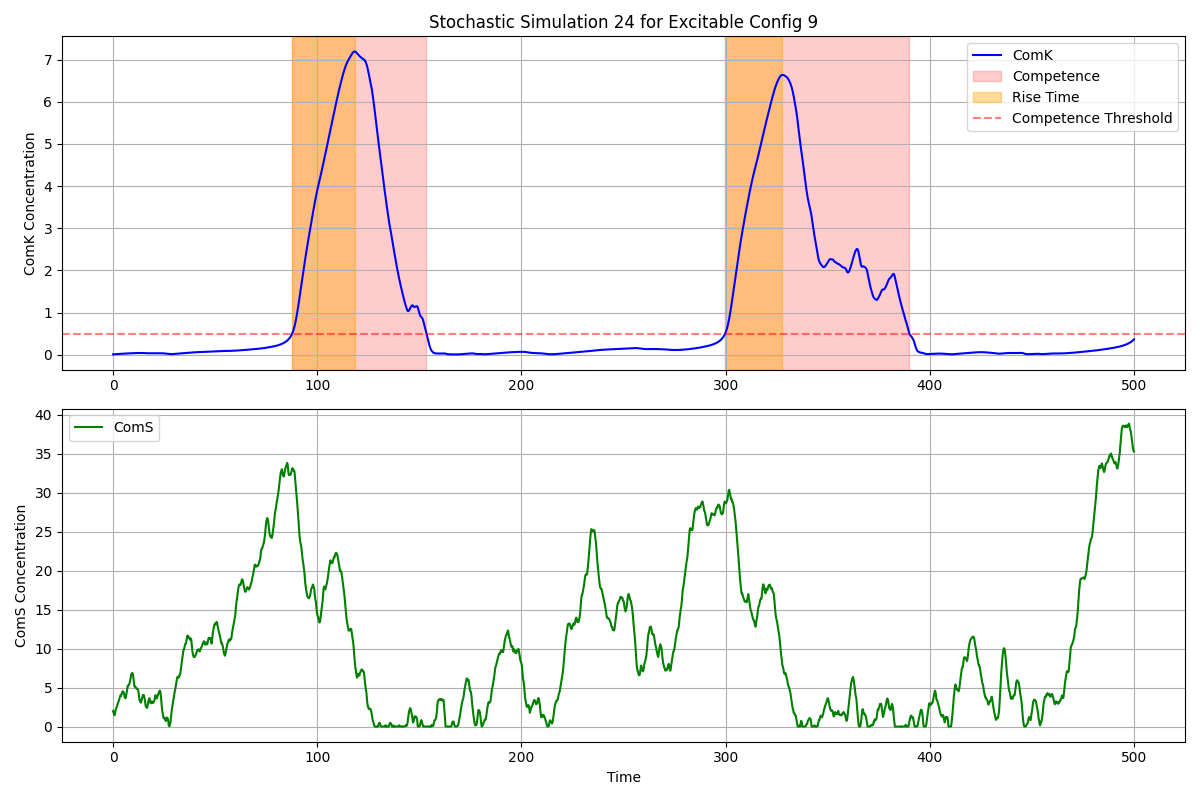 Stochastic Simulation 24 for Excitable Config 9
ComK Concentration
7
6
5
4
3
2
1
0
ComK
Competence
Rise Time
Competence Threshold
0 100 200 300 400 500
ComS Concentration
40
35
30
25
20
15
10
5
0
ComS
0 100 200 300 400 500
Time